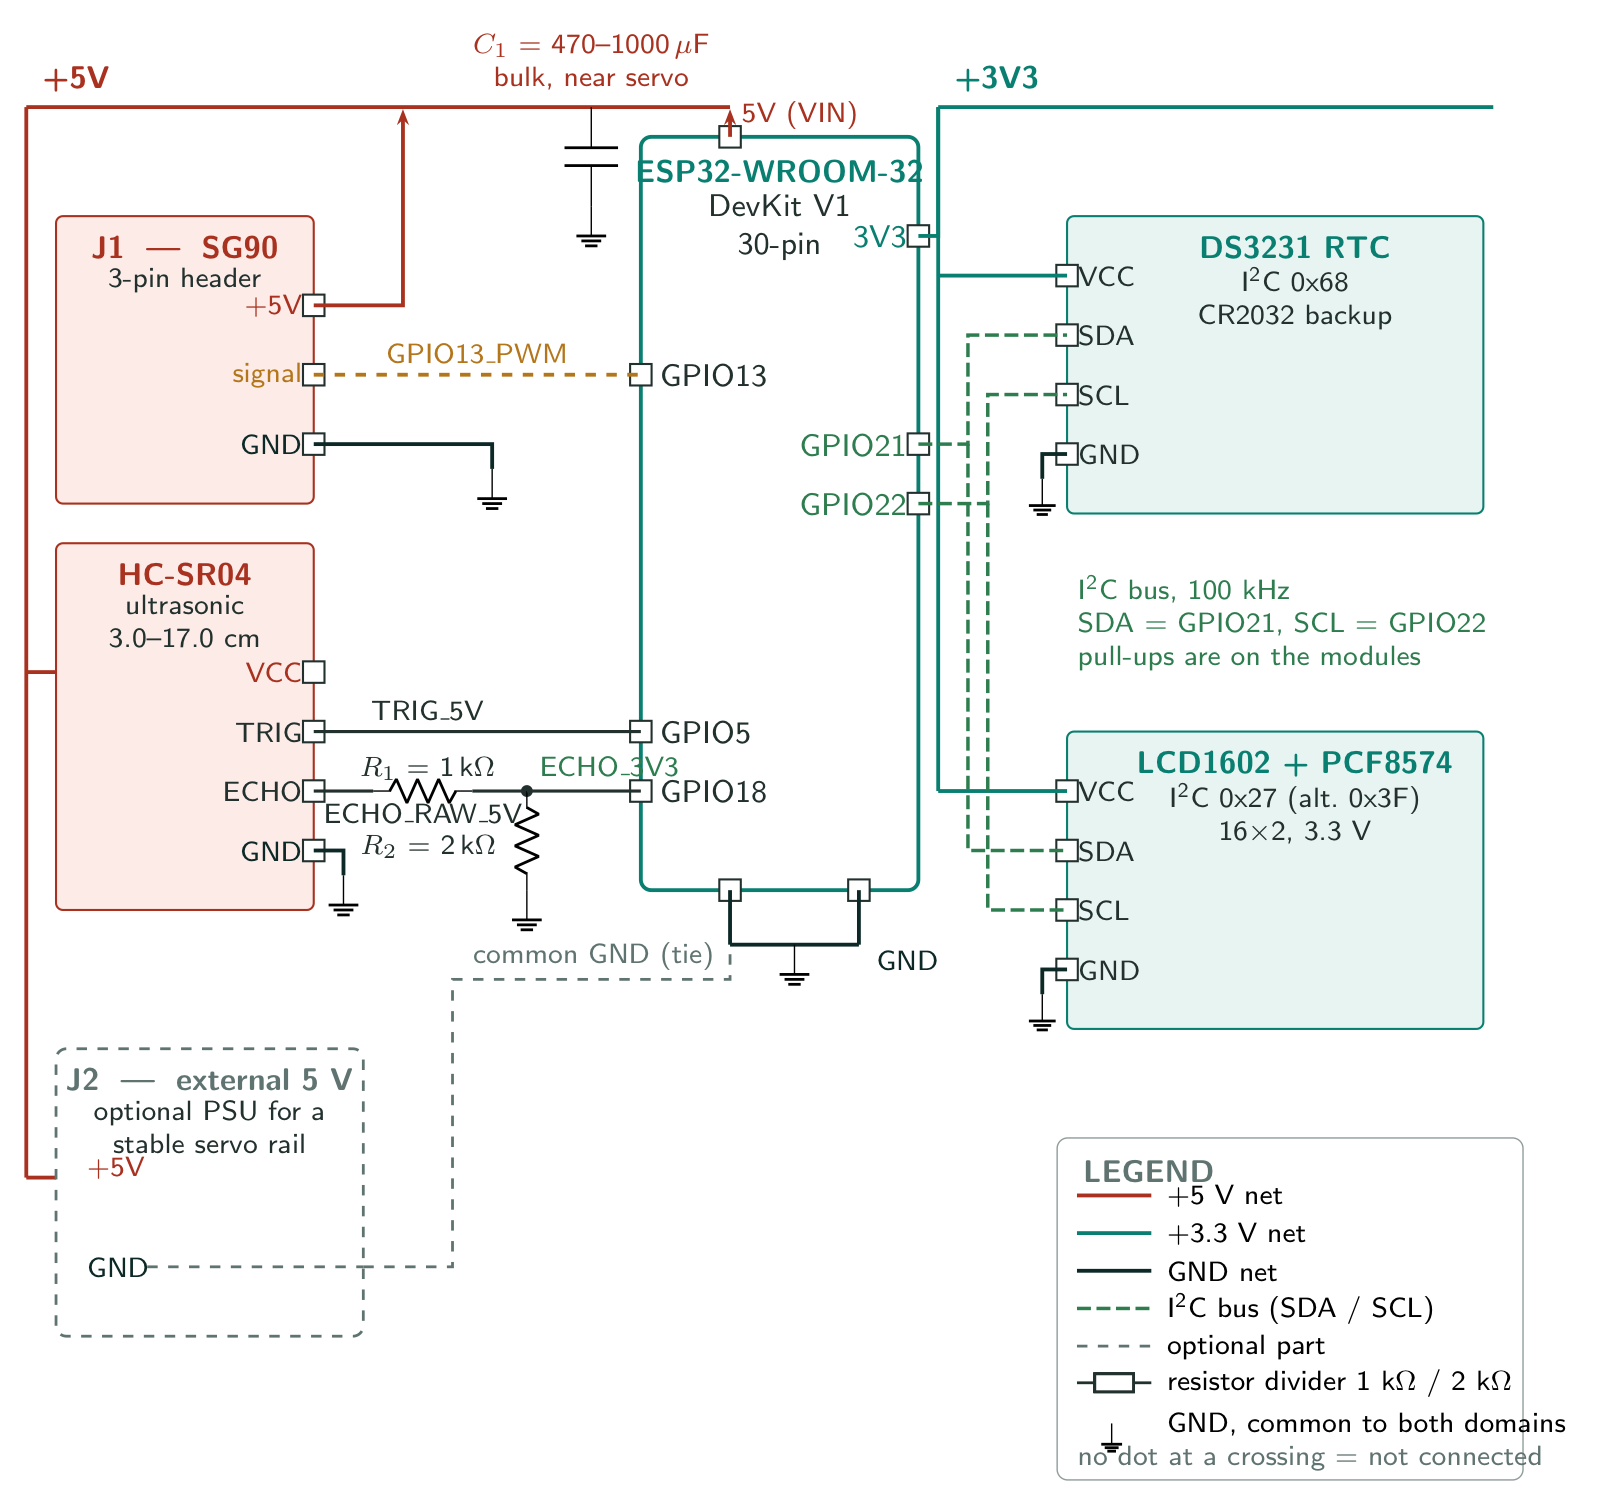 C₁ = 470–1000 µF
bulk, near servo
+5V
+3V3
5V (VIN)
ESP32-WROOM-32
DevKit V1
30-pin
3V3
GPIO13
GPIO21
GPIO22
GPIO5
GPIO18
J1 — SG90
3-pin header
+5V
signal
GND
GPIO13_PWM
HC-SR04
ultrasonic
3.0–17.0 cm
VCC
TRIG
ECHO
GND
TRIG_5V
R₁ = 1 kΩ
ECHO_3V3
ECHO_RAW_5V
R₂ = 2 kΩ
common GND (tie)
GND
DS3231 RTC
I²C 0x68
CR2032 backup
VCC
SDA
SCL
GND
I²C bus, 100 kHz
SDA = GPIO21, SCL = GPIO22
pull-ups are on the modules
LCD1602 + PCF8574
I²C 0x27 (alt. 0x3F)
16×2, 3.3 V
VCC
SDA
SCL
GND
J2 — external 5 V
optional PSU for a
stable servo rail
+5V
GND
LEGEND
+5 V net
+3.3 V net
GND net
I²C bus (SDA / SCL)
optional part
resistor divider 1 kΩ / 2 kΩ
GND, common to both domains
no dot at a crossing = not connected